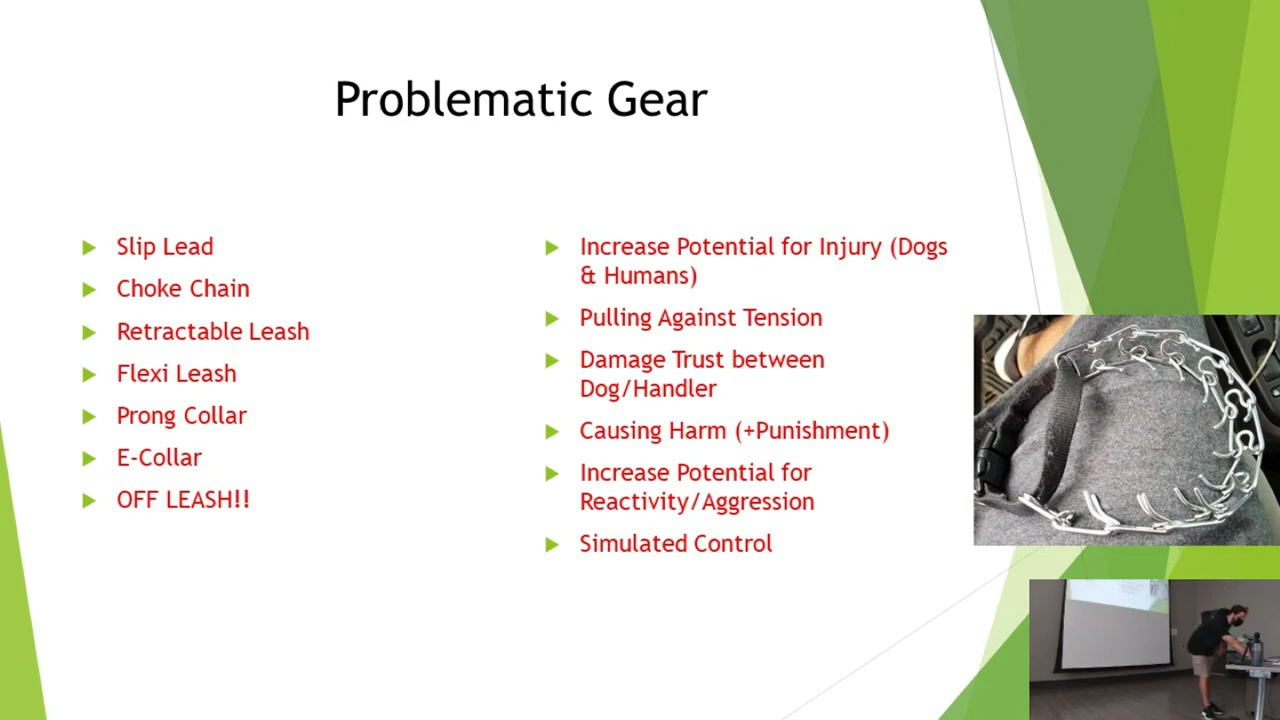 Problematic Gear
Slip Lead
Choke Chain
Retractable Leash
Flexi Leash
Prong Collar
E-Collar
OFF LEASH!!
Increase Potential for Injury (Dogs
& Humans)
Pulling Against Tension
Damage Trust between
Dog/Handler
Causing Harm (+Punishment)
Increase Potential for
Reactivity/Aggression
Simulated Control